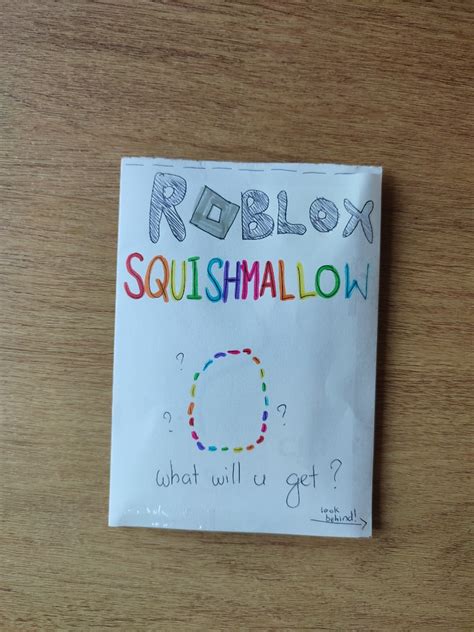 ROBLOX
SQUISHMALLOW
?
? ?
what will u get ?
look
behind!